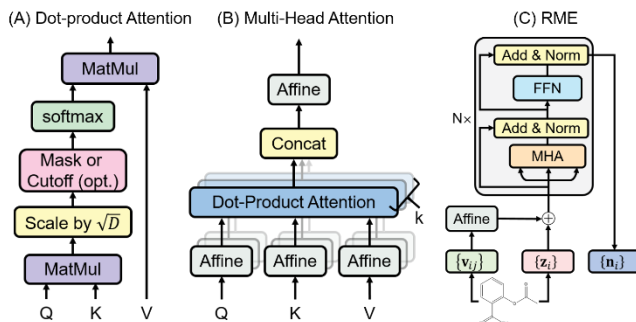 (A) Dot-product Attention
MatMul
softmax
Mask or
Cutoff (opt.)
Scale by √D
MatMul
Q K V
(B) Multi-Head Attention
Affine
Concat
Dot-Product Attention
k
Affine Affine Affine
Q K V
(C) RME
Add & Norm
FFN
N×
Add & Norm
MHA
Affine
{v_ij} {z_i} {n_i}
O O